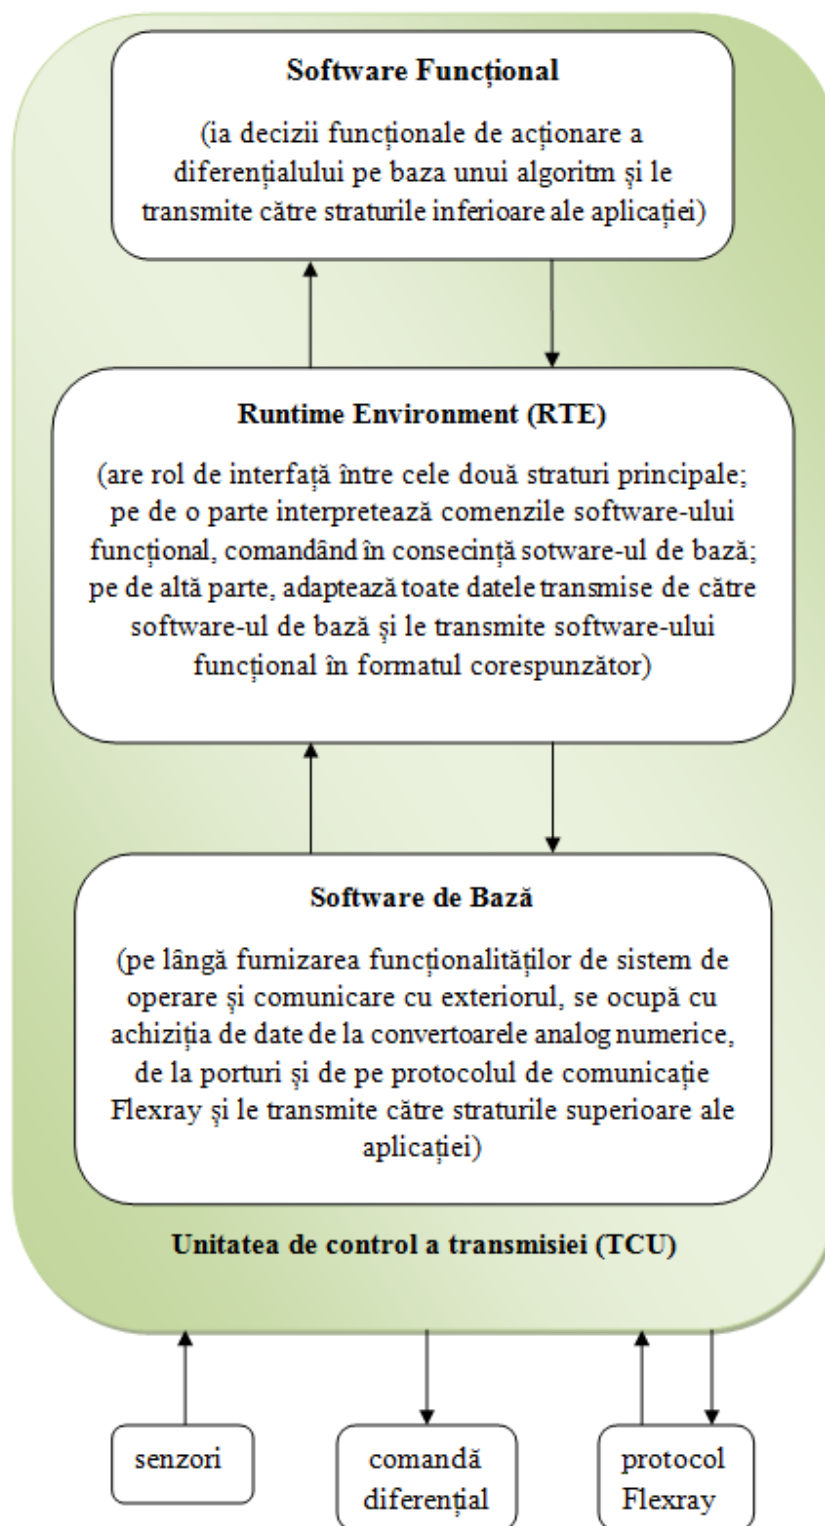 Software Funcțional
(ia decizii funcționale de acționare a
diferențialului pe baza unui algoritm și le
transmite către straturile inferioare ale aplicației)
Runtime Environment (RTE)
(are rol de interfață între cele două straturi principale;
pe de o parte interpretează comenzile software-ului
funcțional, comandând în consecință sotware-ul de bază;
pe de altă parte, adaptează toate datele transmise de către
software-ul de bază și le transmite software-ului
funcțional în formatul corespunzător)
Software de Bază
(pe lângă furnizarea funcționalităților de sistem de
operare și comunicare cu exteriorul, se ocupă cu
achiziția de date de la convertoarele analog numerice,
de la porturi și de pe protocolul de comunicație
Flexray și le transmite către straturile superioare ale
aplicației)
Unitatea de control a transmisiei (TCU)
senzori
comandă
diferențial
protocol
Flexray